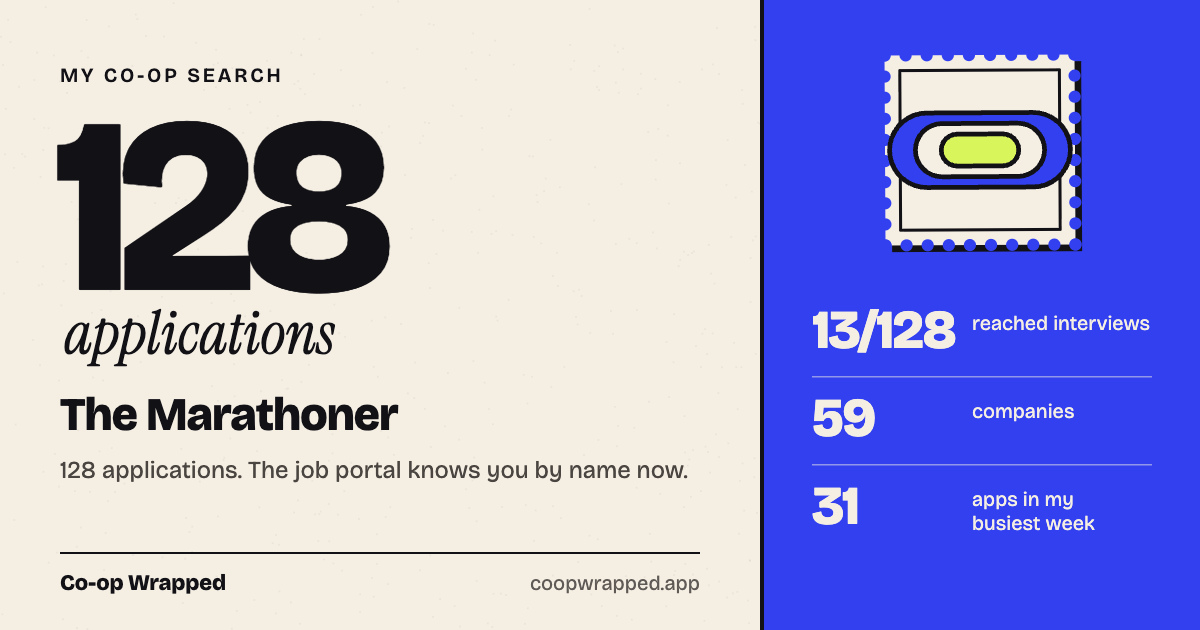 MY CO-OP SEARCH
128
applications
The Marathoner
128 applications. The job portal knows you by name now.
Co-op Wrapped
coopwrapped.app
13/128 reached interviews
59 companies
31 apps in my
busiest week